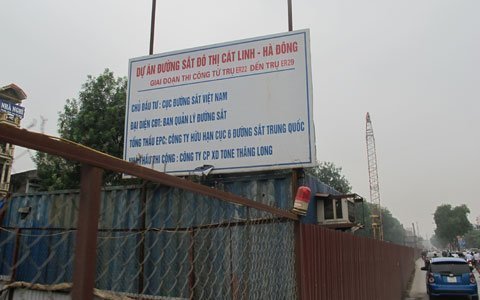 DỰ ÁN ĐƯỜNG SẮT ĐÔ THỊ CÁT LINH - HÀ ĐÔNG
GIAI ĐOẠN THI CÔNG TỪ TRỤ ER22 ĐẾN TRỤ ER29
CHỦ ĐẦU TƯ : CỤC ĐƯỜNG SẮT VIỆT NAM
ĐẠI DIỆN CĐT: BAN QUẢN LÝ ĐƯỜNG SẮT
TỔNG THẦU EPC: CÔNG TY HỮU HẠN CỤC 6 ĐƯỜNG SẮT TRUNG QUỐC
THẦU THI CÔNG : CÔNG TY CP XD TONE THĂNG LONG
NHÀ NGHỈ